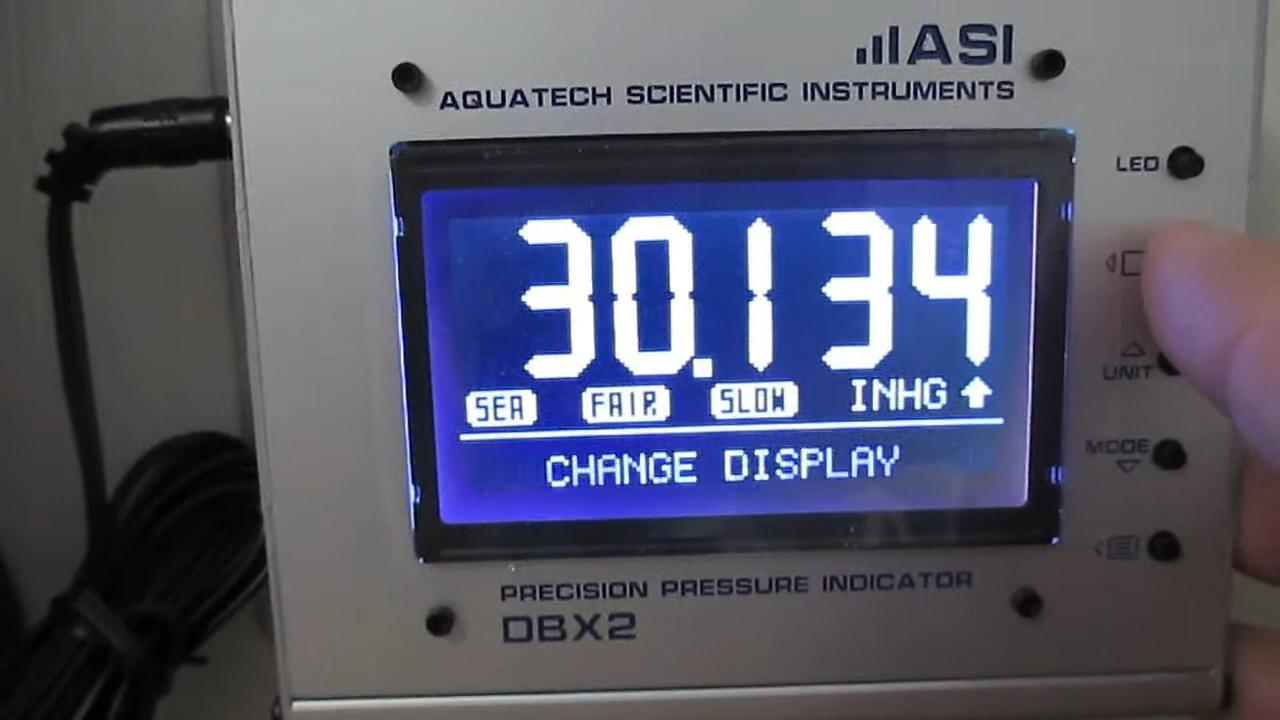 ASI
AQUATECH SCIENTIFIC INSTRUMENTS
LED
30.134
UNIT
SEA FAIR SLOW INHG
MODE
CHANGE DISPLAY
PRECISION PRESSURE INDICATOR
DBX2